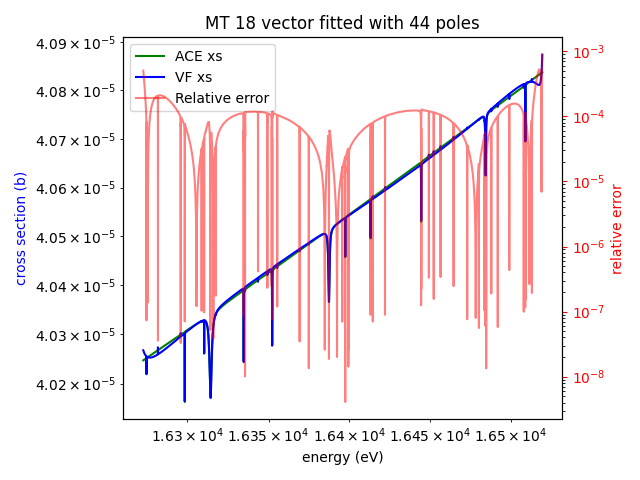 MT 18 vector fitted with 44 poles
ACE xs
VF xs
Relative error
4.09 × 10⁻⁵
4.08 × 10⁻⁵
4.07 × 10⁻⁵
4.06 × 10⁻⁵
4.05 × 10⁻⁵
4.04 × 10⁻⁵
4.03 × 10⁻⁵
4.02 × 10⁻⁵
cross section (b)
10⁻³
10⁻⁴
10⁻⁵
10⁻⁶
10⁻⁷
10⁻⁸
relative error
1.63 × 10⁴ 1.635 × 10⁴ 1.64 × 10⁴ 1.645 × 10⁴ 1.65 × 10⁴
energy (eV)